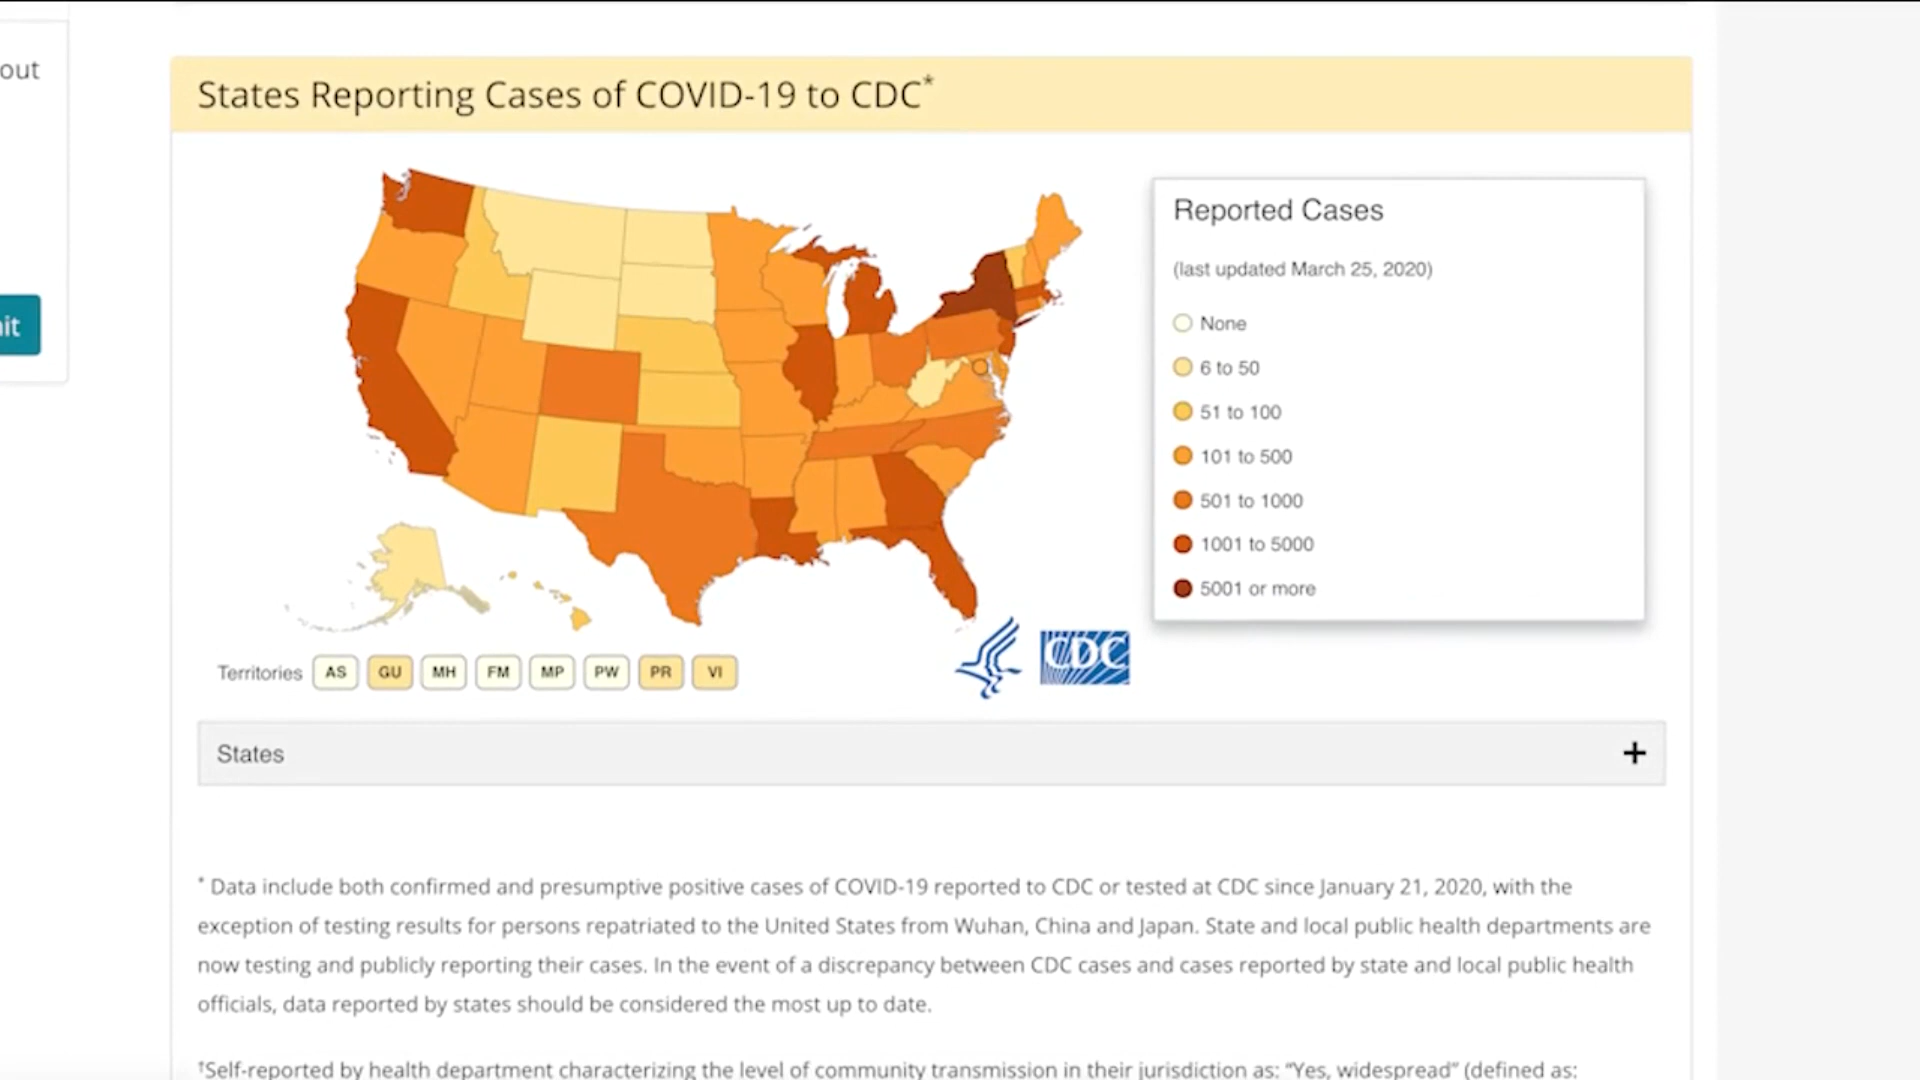 out
it
States Reporting Cases of COVID-19 to CDC*
Reported Cases
(last updated March 25, 2020)
None
6 to 50
51 to 100
101 to 500
501 to 1000
1001 to 5000
5001 or more
Territories AS GU MH FM MP PW PR VI
CDC
States +
* Data include both confirmed and presumptive positive cases of COVID-19 reported to CDC or tested at CDC since January 21, 2020, with the
exception of testing results for persons repatriated to the United States from Wuhan, China and Japan. State and local public health departments are
now testing and publicly reporting their cases. In the event of a discrepancy between CDC cases and cases reported by state and local public health
officials, data reported by states should be considered the most up to date.
†Self-reported by health department characterizing the level of community transmission in their jurisdiction as: “Yes, widespread” (defined as: